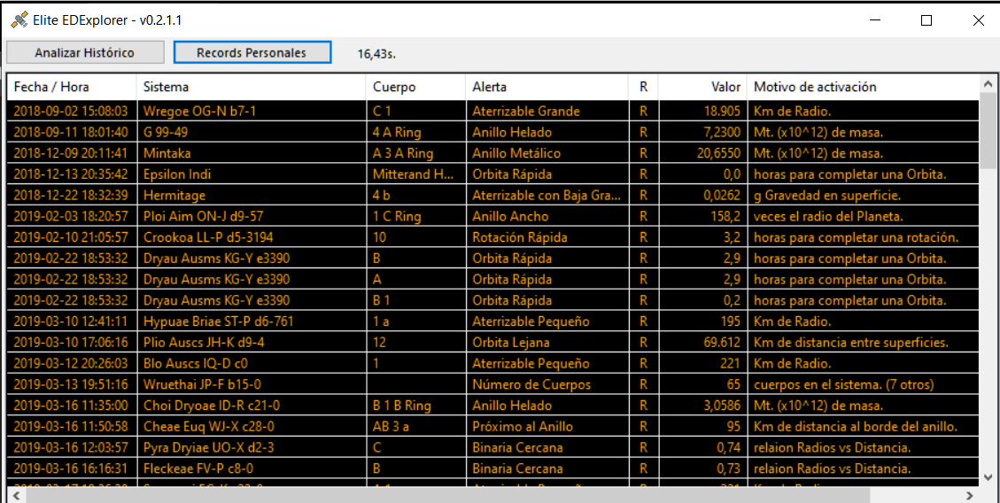 Elite EDExplorer - v0.2.1.1
Analizar Histórico Records Personales 16,43s.
Fecha / Hora Sistema Cuerpo Alerta R Valor Motivo de activación
2018-09-02 15:08:03 Wregoe OG-N b7-1 C 1 Aterrizable Grande R 18.905 Km de Radio.
2018-09-11 18:01:40 G 99-49 4 A Ring Anillo Helado R 7,2300 Mt. (x10^12) de masa.
2018-12-09 20:11:41 Mintaka A 3 A Ring Anillo Metálico R 20,6550 Mt. (x10^12) de masa.
2018-12-13 20:35:42 Epsilon Indi Mitterand H... Orbita Rápida R 0,0 horas para completar una Orbita.
2018-12-22 18:32:39 Hermitage 4 b Aterrizable con Baja Gra... R 0,0262 g Gravedad en superficie.
2019-02-03 18:20:57 Ploi Aim ON-J d9-57 1 C Ring Anillo Ancho R 158,2 veces el radio del Planeta.
2019-02-10 21:05:57 Crookoa LL-P d5-3194 10 Rotación Rápida R 3,2 horas para completar una rotación.
2019-02-22 18:53:32 Dryau Ausms KG-Y e3390 B Orbita Rápida R 2,9 horas para completar una Orbita.
2019-02-22 18:53:32 Dryau Ausms KG-Y e3390 A Orbita Rápida R 2,9 horas para completar una Orbita.
2019-02-22 18:53:32 Dryau Ausms KG-Y e3390 B 1 Orbita Rápida R 0,2 horas para completar una Orbita.
2019-03-10 12:41:11 Hypuae Briae ST-P d6-761 1 a Aterrizable Pequeño R 195 Km de Radio.
2019-03-10 17:06:16 Plio Auscs JH-K d9-4 12 Orbita Lejana R 69.612 Km de distancia entre superficies.
2019-03-12 20:26:03 Blo Auscs IQ-D c0 1 Aterrizable Pequeño R 221 Km de Radio.
2019-03-13 19:51:16 Wruethai JP-F b15-0 Número de Cuerpos R 65 cuerpos en el sistema. (7 otros)
2019-03-16 11:35:00 Choi Dryoae ID-R c21-0 B 1 B Ring Anillo Helado R 3,0586 Mt. (x10^12) de masa.
2019-03-16 11:50:58 Cheae Euq WJ-X c28-0 AB 3 a Próximo al Anillo R 95 Km de distancia al borde del anillo.
2019-03-16 12:03:57 Pyra Dryiae UO-X d2-3 C Binaria Cercana R 0,74 relaion Radios vs Distancia.
2019-03-16 16:16:31 Fleckeae FV-P c8-0 B Binaria Cercana R 0,73 relaion Radios vs Distancia.